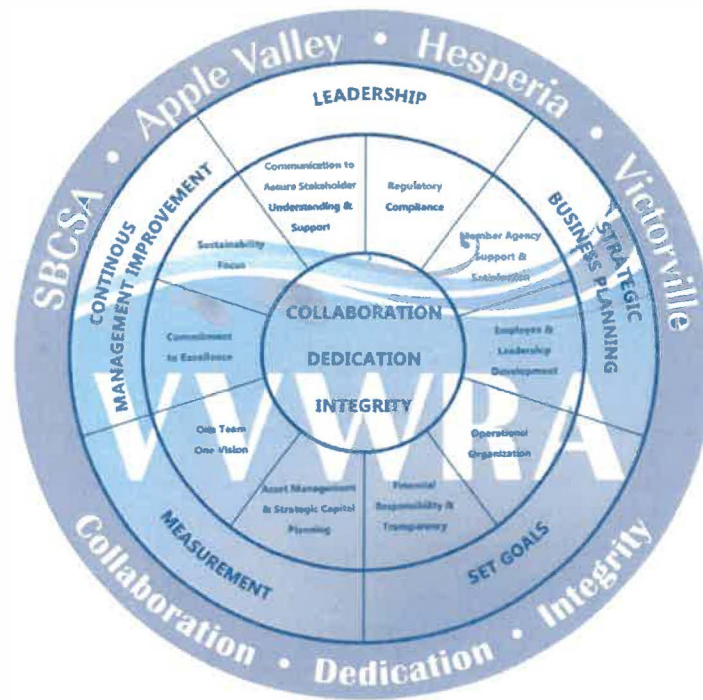 SBCSA • Apple Valley • Hesperia • Victorville
LEADERSHIP
STRATEGIC
BUSINESS PLANNING
SET GOALS
MEASUREMENT
CONTINOUS
MANAGEMENT IMPROVEMENT
Communication to
Assure Stakeholder
Understanding &
Support
Regulatory
Compliance
Member Agency
Support &
Satisfaction
Employee &
Leadership
Development
Operational
Organization
Financial
Responsibility &
Transparency
Asset Management
& Strategic Capital
Planning
One Team
One Vision
Commitment
to Excellence
Sustainability
Focus
COLLABORATION
DEDICATION
INTEGRITY
VVWRA
Collaboration • Dedication • Integrity